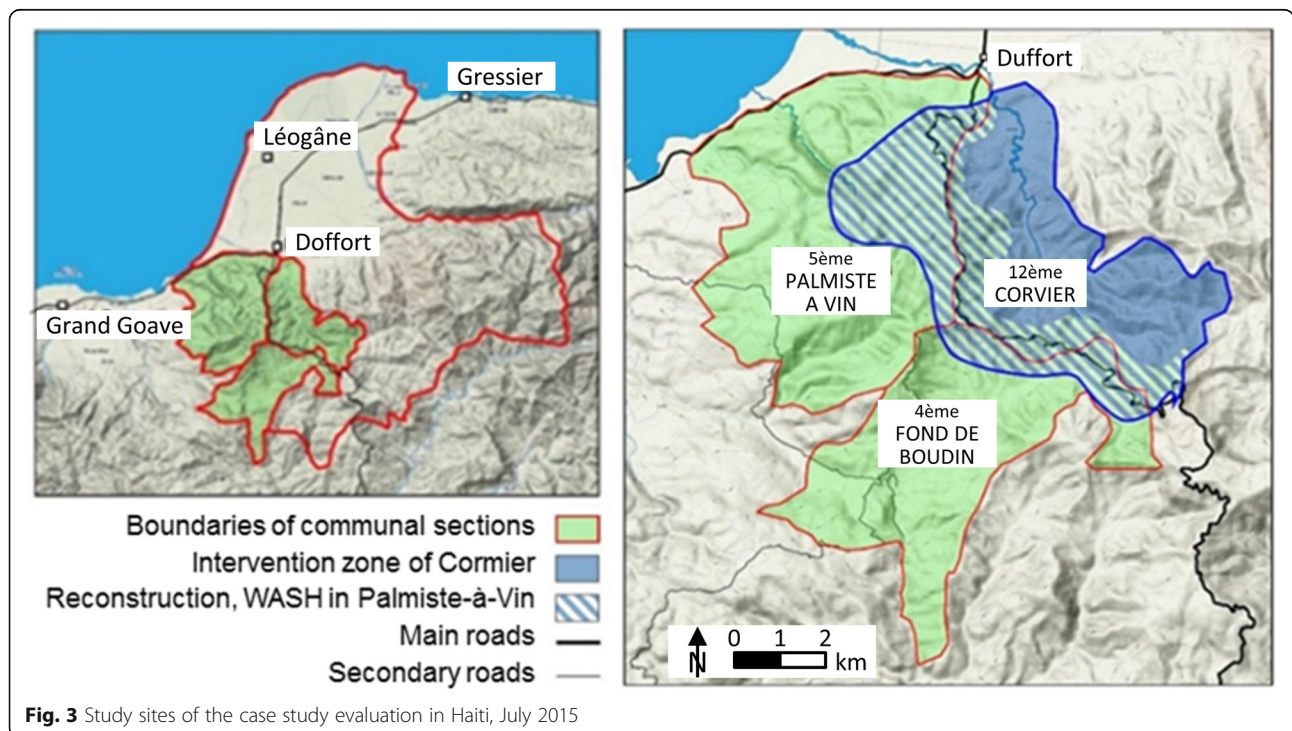 Gressier
Léogâne
Doffort
Grand Goave
Boundaries of communal sections
Intervention zone of Cormier
Reconstruction, WASH in Palmiste-à-Vin
Main roads
Secondary roads
Duffort
5ème
PALMISTE
A VIN
12ème
CORVIER
4ème
FOND DE
BOUDIN
N
0 1 2
km
Fig. 3 Study sites of the case study evaluation in Haiti, July 2015